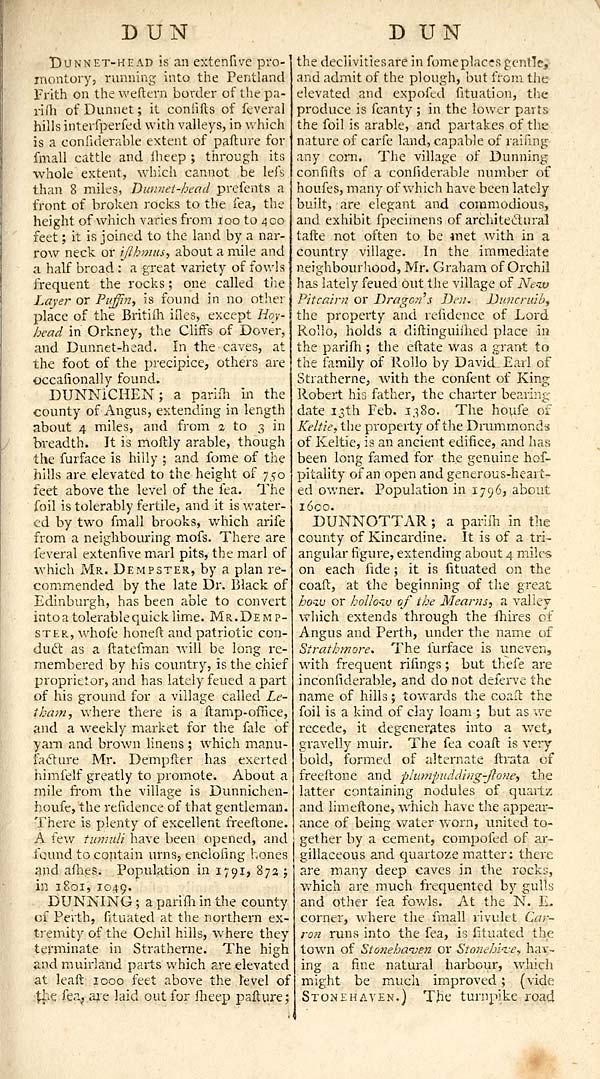 DUN
DUN
DUNNET-HEAD is an extenſive pro-
montory, running into the Pentland
Frith on the weſtern border of the pa-
riſh of Dunnet; it conſiſts of ſeveral
hills interſperſed with valleys, in which
is a conſiderable extent of paſture for
ſmall cattle and ſheep; through its
whole extent, which cannot be leſs
than 8 miles, Dunnet-head preſents a
front of broken rocks to the ſea, the
height of which varies from 100 to 400
feet; it is joined to the land by a nar-
row neck or iſthmus, about a mile and
a half broad: a great variety of fowls
frequent the rocks; one called the
Layer or Puffin, is found in no other
place of the Britiſh iſles, except Hoy-
head in Orkney, the Cliffs of Dover,
and Dunnet-head. In the caves, at
the foot of the precipice, others are
occaſionally found.
DUNNICHEN; a pariſh in the
county of Angus, extending in length
about 4 miles, and from 2 to 3 in
breadth. It is moſtly arable, though
the ſurface is hilly; and ſome of the
hills are elevated to the height of 750
feet above the level of the ſea. The
ſoil is tolerably fertile, and it is water-
ed by two ſmall brooks, which ariſe
from a neighbouring moſs. There are
ſeveral extenſive marl pits, the marl of
which MR. DEMPSTER, by a plan re-
commended by the late Dr. Black of
Edinburgh, has been able to convert
into a tolerable quick lime. MR. DEMP-
STER, whoſe honeſt and patriotic con-
duct as a ſtateſman will be long re-
membered by his country, is the chief
proprietor, and has lately feued a part
of his ground for a village called Le-
tham, where there is a ſtamp-office,
and a weekly market for the ſale of
yarn and brown linens; which manu-
facture Mr. Dempſter has exerted
himſelf greatly to promote. About a
mile from the village is Dunnichen-
houſe, the reſidence of that gentleman.
There is plenty of excellent freeſtone.
A few tumuli have been opened, and
found to contain urns, encloſing bones
and aſhes. Population in 1791, 872;
in 1801, 1049.
DUNNING; a pariſh in the county
of Perth, ſituated at the northern ex-
tremity of the Ochil hills, where they
terminate in Stratherne. The high
and muirland parts which are elevated
at leaſt 1000 feet above the level of
the ſea, are laid out for ſheep paſture;
the declivities are in ſome places gentle,
and admit of the plough, but from the
elevated and expoſed ſituation, the
produce is ſcanty; in the lower parts
the ſoil is arable, and partakes of the
nature of carſe land, capable of raiſing
any corn. The village of Dunning
conſiſts of a conſiderable number of
houſes, many of which have been lately
built, are elegant and commodious,
and exhibit ſpecimens of architectural
taſte not often to be met with in a
country village. In the immediate
neighbourhood, Mr. Graham of Orchil
has lately feued out the village of New
Pitcairn or Dragon's Den. Duncruib,
the property and reſidence of Lord
Rollo, holds a diſtinguiſhed place in
the pariſh; the eſtate was a grant to
the family of Rollo by David Earl of
Stratherne, with the conſent of King
Robert his father, the charter bearing
date 13th Feb. 1380. The houſe of
Keltie, the property of the Drummonds
of Keltie, is an ancient edifice, and has
been long famed for the genuine hoſ-
pitality of an open and generous-heart-
ed owner. Population in 1796, about
1600.
DUNNOTTAR; a pariſh in the
county of Kincardine. It is of a tri-
angular figure, extending about 4 miles
on each ſide; it is ſituated on the
coaſt, at the beginning of the great
how or hollow of the Mearns, a valley
which extends through the ſhires of
Angus and Perth, under the name of
Strathmore. The ſurface is uneven,
with frequent riſings; but theſe are
inconſiderable, and do not deſerve the
name of hills; towards the coaſt the
ſoil is a kind of clay loam; but as we
recede, it degenerates into a wet,
gravelly muir. The ſea coaſt is very
bold, formed of alternate ſtrata of
freeſtone and plumpudding-ſtone, the
latter containing nodules of quartz
and limeſtone, which have the appear-
ance of being water worn, united to-
gether by a cement, compoſed of ar-
gillaceous and quartoze matter: there
are many deep caves in the rocks,
which are much frequented by gulls
and other ſea fowls. At the N. E.
corner, where the ſmall rivulet Car-
ron runs into the ſea, is ſituated the
town of Stonehaven or Stonehive, hav-
ing a fine natural harbour, which
might be much improved; (vide
STONEHAVEN.) The turnpike road